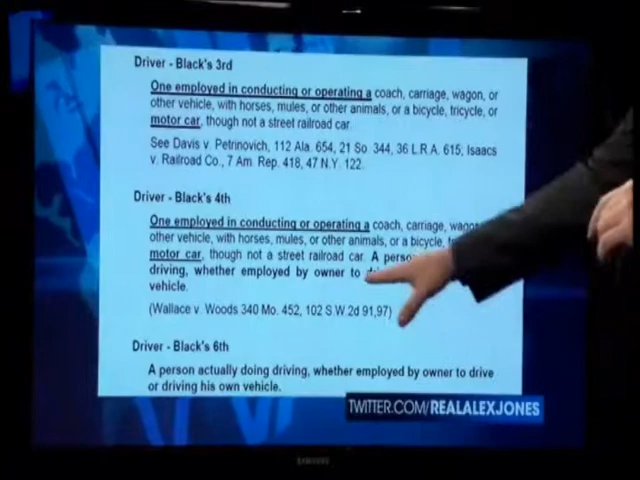 Driver - Black's 3rd
One employed in conducting or operating a coach, carriage, wagon, or
other vehicle, with horses, mules, or other animals, or a bicycle, tricycle, or
motor car, though not a street railroad car.
See Davis v. Petrinovich, 112 Ala. 654, 21 So. 344, 36 L.R.A. 615; Isaacs
v. Railroad Co., 7 Am. Rep. 418, 47 N.Y. 122.
Driver - Black's 4th
One employed in conducting or operating a coach, carriage, wagon
other vehicle, with horses, mules, or other animals, or a bicycle,
motor car, though not a street railroad car. A perso
driving, whether employed by owner to
vehicle.
(Wallace v. Woods 340 Mo. 452, 102 S.W.2d 91,97)
Driver - Black's 6th
A person actually doing driving, whether employed by owner to drive
or driving his own vehicle.
TWITTER.COM/REALALEXJONES
SAMSUNG